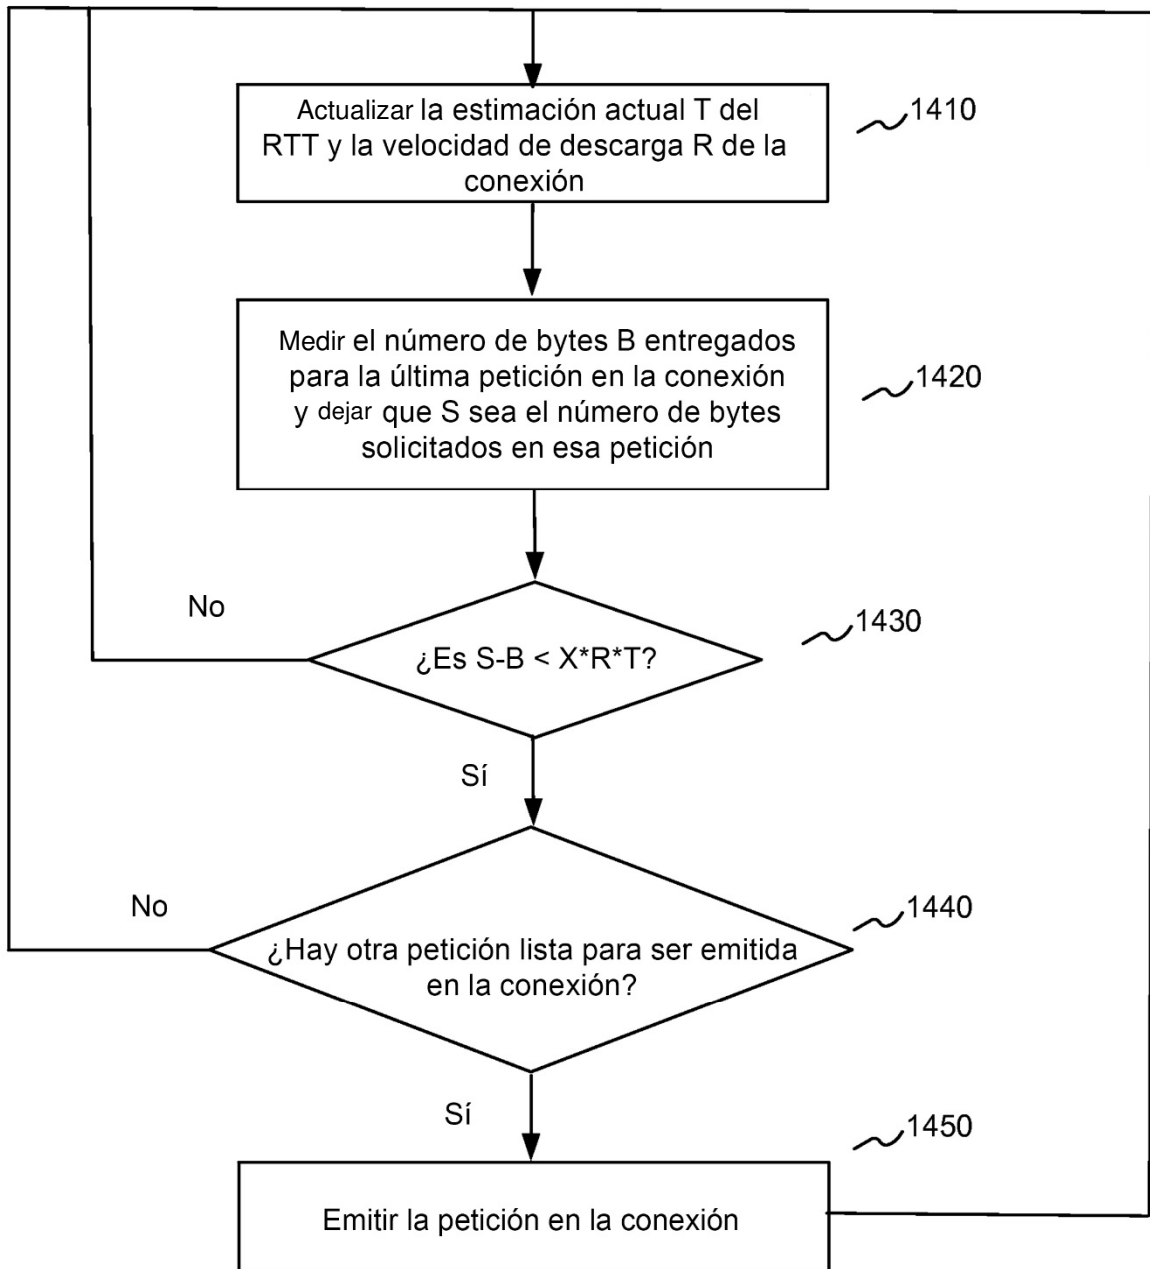 Actualizar la estimación actual T del
RTT y la velocidad de descarga R de la
conexión
1410
Medir el número de bytes B entregados
para la última petición en la conexión
y dejar que S sea el número de bytes
solicitados en esa petición
1420
No
¿Es S-B < X*R*T?
1430
Sí
No
¿Hay otra petición lista para ser emitida
en la conexión?
1440
Sí
1450
Emitir la petición en la conexión